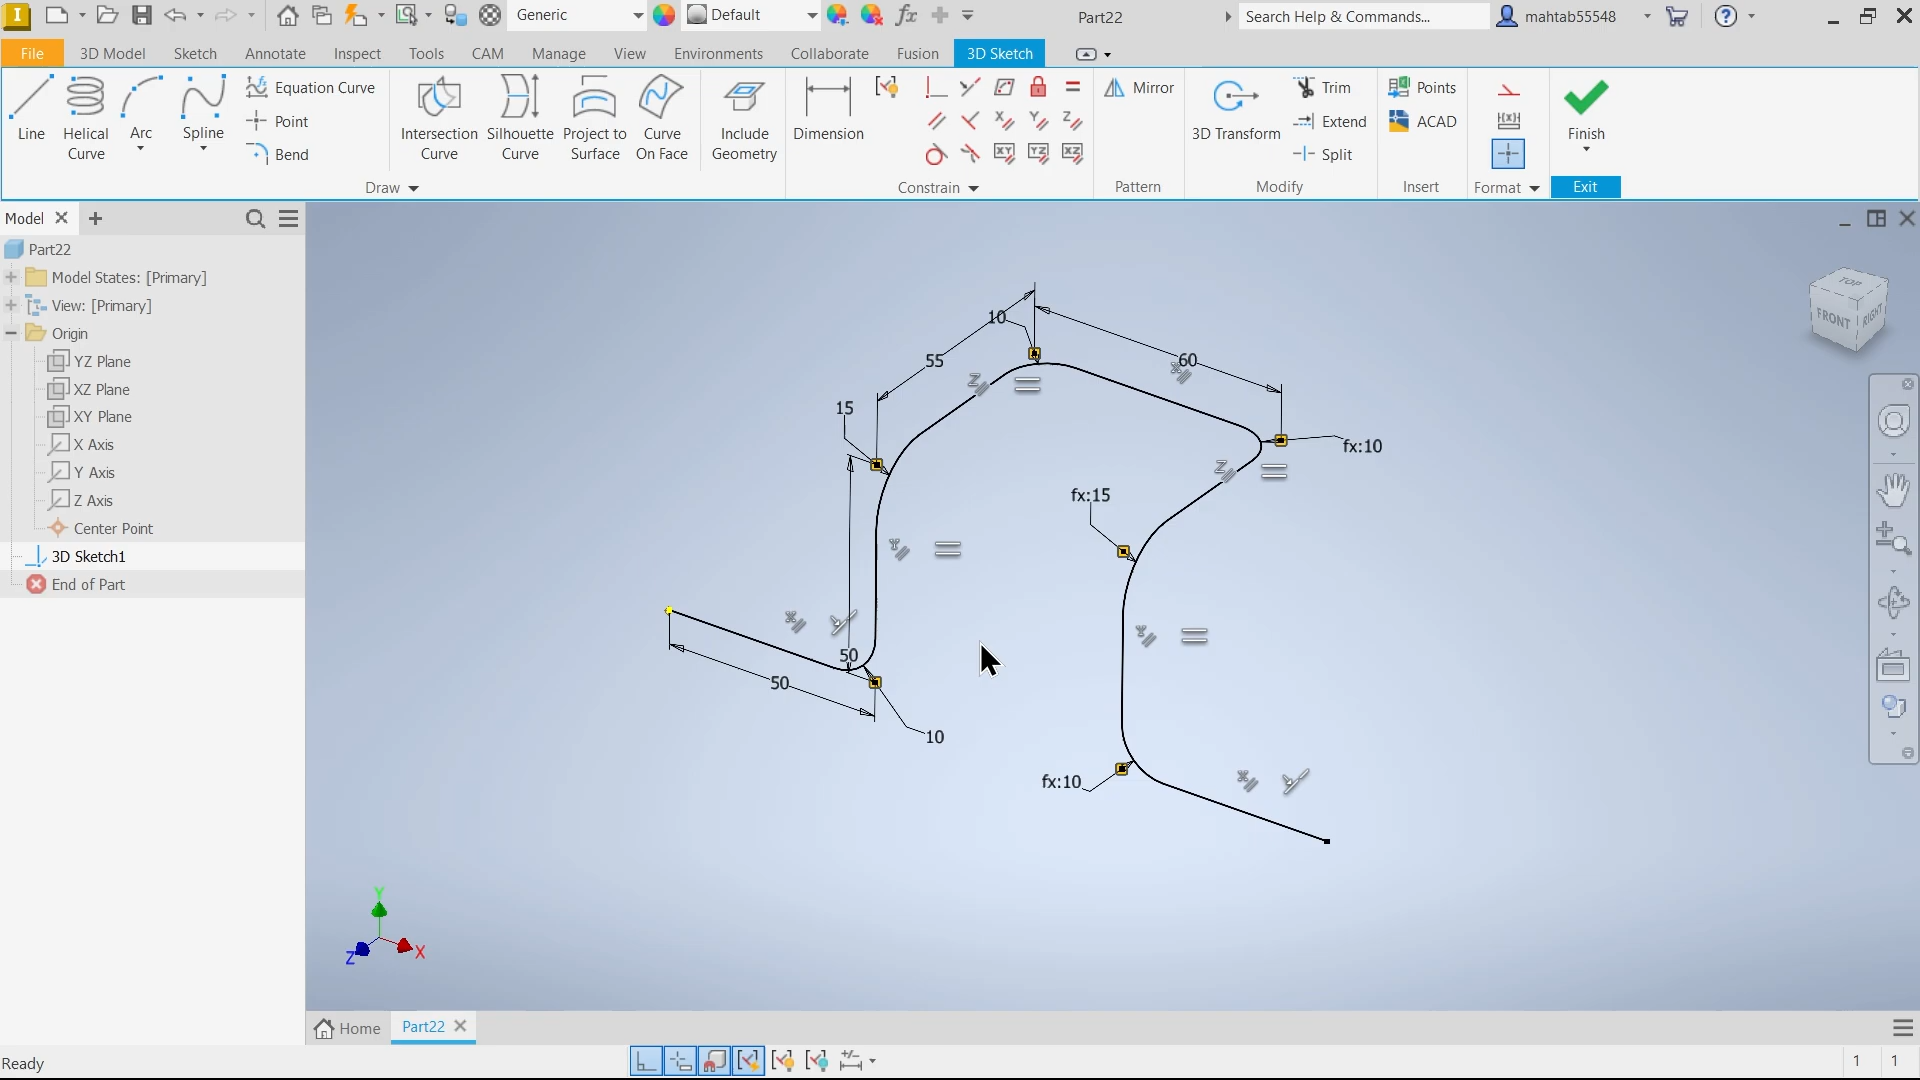 Generic
Default
Part22
Search Help & Commands...
mahtab55548
File
3D Model
Sketch
Annotate
Inspect
Tools
CAM
Manage
View
Environments
Collaborate
Fusion
3D Sketch
Line
Helical Curve
Arc
Spline
Equation Curve
Point
Bend
Intersection Curve
Silhouette Curve
Project to Surface
Curve On Face
Include Geometry
Dimension
Mirror
3D Transform
Trim
Extend
Split
Points
ACAD
Finish
Draw
Constrain
Pattern
Modify
Insert
Format
Exit
Model
Part22
Model States: [Primary]
View: [Primary]
Origin
YZ Plane
XZ Plane
XY Plane
X Axis
Y Axis
Z Axis
Center Point
3D Sketch1
End of Part
TOP
FRONT
RIGHT
10
55
60
15
fx:10
fx:15
50
50
10
fx:10
Y
Z
X
Home
Part22
Ready
1
1